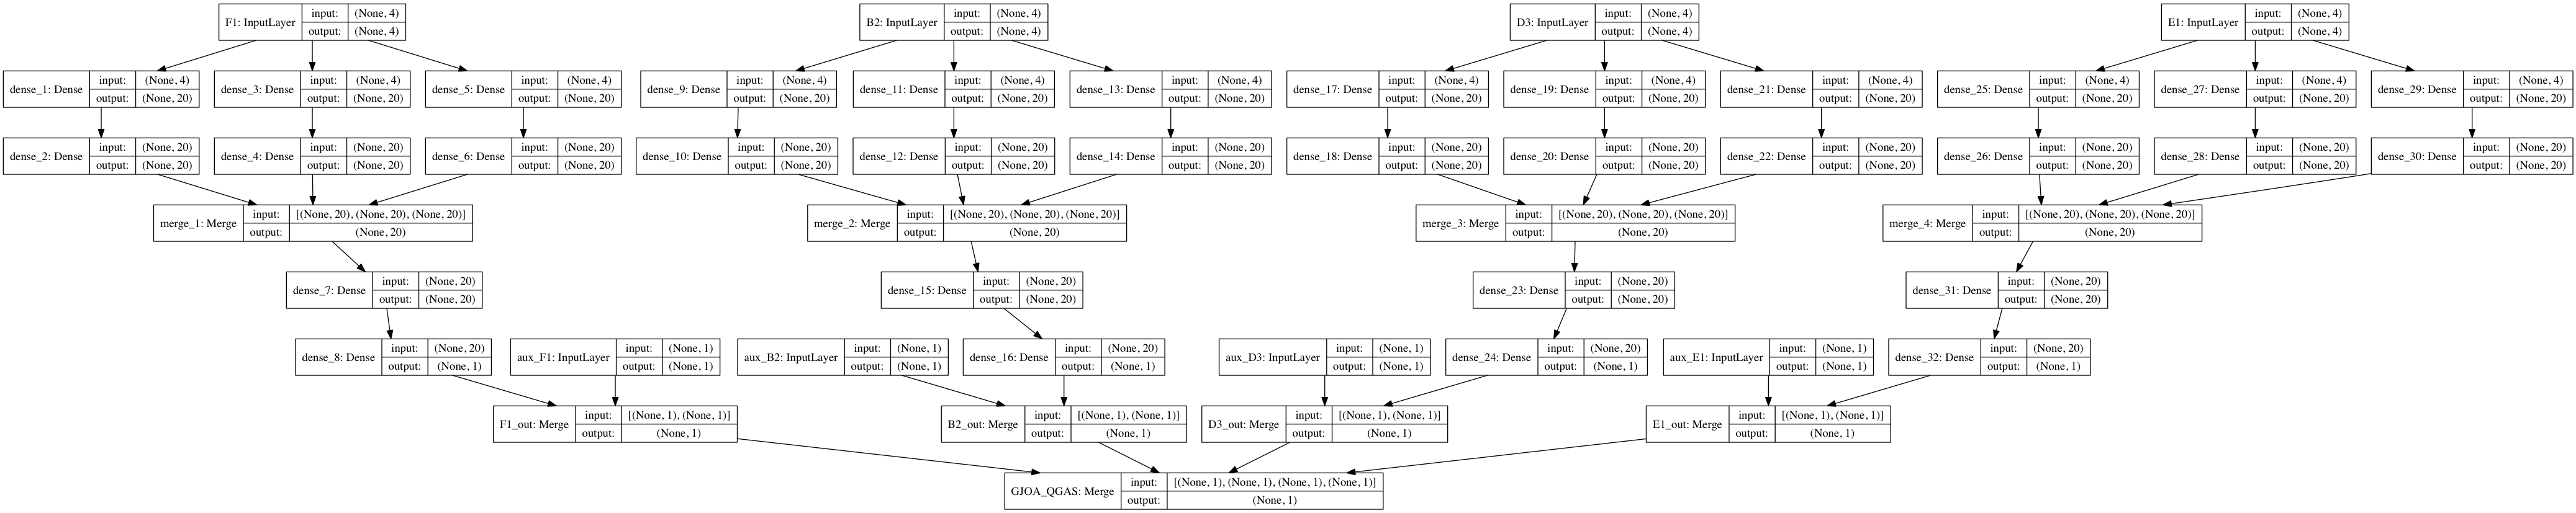 F1: InputLayer input: (None, 4) output: (None, 4)
B2: InputLayer input: (None, 4) output: (None, 4)
D3: InputLayer input: (None, 4) output: (None, 4)
E1: InputLayer input: (None, 4) output: (None, 4)
dense_1: Dense input: (None, 4) output: (None, 20)
dense_3: Dense input: (None, 4) output: (None, 20)
dense_5: Dense input: (None, 4) output: (None, 20)
dense_9: Dense input: (None, 4) output: (None, 20)
dense_11: Dense input: (None, 4) output: (None, 20)
dense_13: Dense input: (None, 4) output: (None, 20)
dense_17: Dense input: (None, 4) output: (None, 20)
dense_19: Dense input: (None, 4) output: (None, 20)
dense_21: Dense input: (None, 4) output: (None, 20)
dense_25: Dense input: (None, 4) output: (None, 20)
dense_27: Dense input: (None, 4) output: (None, 20)
dense_29: Dense input: (None, 4) output: (None, 20)
dense_2: Dense input: (None, 20) output: (None, 20)
dense_4: Dense input: (None, 20) output: (None, 20)
dense_6: Dense input: (None, 20) output: (None, 20)
dense_10: Dense input: (None, 20) output: (None, 20)
dense_12: Dense input: (None, 20) output: (None, 20)
dense_14: Dense input: (None, 20) output: (None, 20)
dense_18: Dense input: (None, 20) output: (None, 20)
dense_20: Dense input: (None, 20) output: (None, 20)
dense_22: Dense input: (None, 20) output: (None, 20)
dense_26: Dense input: (None, 20) output: (None, 20)
dense_28: Dense input: (None, 20) output: (None, 20)
dense_30: Dense input: (None, 20) output: (None, 20)
merge_1: Merge input: [(None, 20), (None, 20), (None, 20)] output: (None, 20)
merge_2: Merge input: [(None, 20), (None, 20), (None, 20)] output: (None, 20)
merge_3: Merge input: [(None, 20), (None, 20), (None, 20)] output: (None, 20)
merge_4: Merge input: [(None, 20), (None, 20), (None, 20)] output: (None, 20)
dense_7: Dense input: (None, 20) output: (None, 20)
dense_15: Dense input: (None, 20) output: (None, 20)
dense_23: Dense input: (None, 20) output: (None, 20)
dense_31: Dense input: (None, 20) output: (None, 20)
dense_8: Dense input: (None, 20) output: (None, 1)
aux_F1: InputLayer input: (None, 1) output: (None, 1)
aux_B2: InputLayer input: (None, 1) output: (None, 1)
dense_16: Dense input: (None, 20) output: (None, 1)
aux_D3: InputLayer input: (None, 1) output: (None, 1)
dense_24: Dense input: (None, 20) output: (None, 1)
aux_E1: InputLayer input: (None, 1) output: (None, 1)
dense_32: Dense input: (None, 20) output: (None, 1)
F1_out: Merge input: [(None, 1), (None, 1)] output: (None, 1)
B2_out: Merge input: [(None, 1), (None, 1)] output: (None, 1)
D3_out: Merge input: [(None, 1), (None, 1)] output: (None, 1)
E1_out: Merge input: [(None, 1), (None, 1)] output: (None, 1)
GJOA_QGAS: Merge input: [(None, 1), (None, 1), (None, 1), (None, 1)] output: (None, 1)